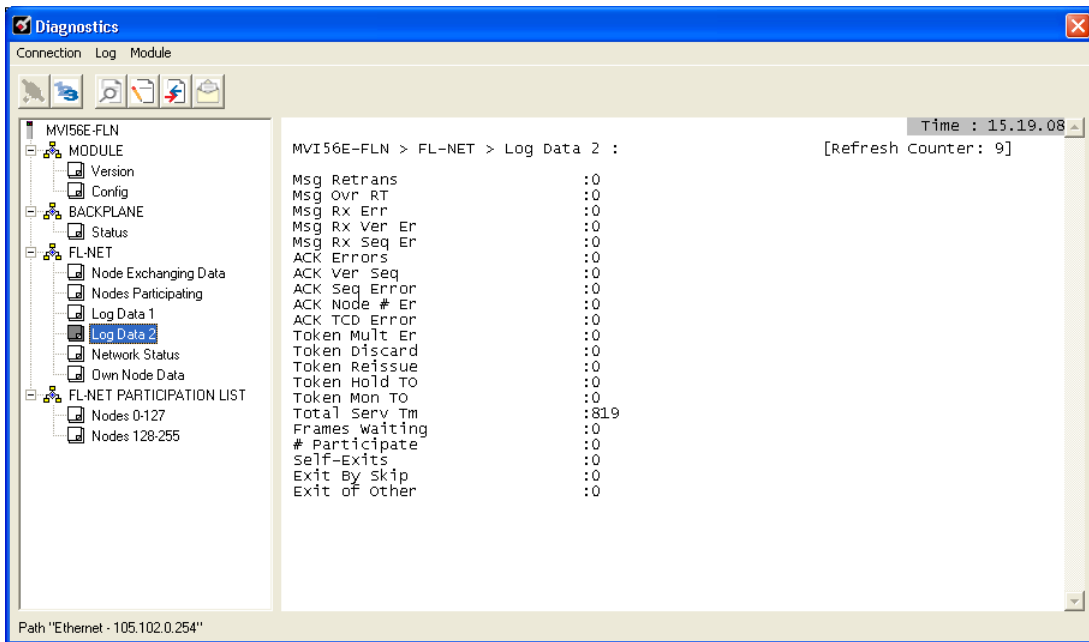 Diagnostics
Connection Log Module
MVI56E-FLN
MODULE
Version
Config
BACKPLANE
Status
FL-NET
Node Exchanging Data
Nodes Participating
Log Data 1
Log Data 2
Network Status
Own Node Data
FL-NET PARTICIPATION LIST
Nodes 0-127
Nodes 128-255
Time : 15.19.08
MVI56E-FLN > FL-NET > Log Data 2 : [Refresh Counter: 9]
Msg Retrans :0
Msg Ovr RT :0
Msg Rx Err :0
Msg Rx Ver Er :0
Msg Rx Seq Er :0
ACK Errors :0
ACK Ver Seq :0
ACK Seq Error :0
ACK Node # Er :0
ACK TCD Error :0
Token Mult Er :0
Token Discard :0
Token Reissue :0
Token Hold TO :0
Token Mon TO :0
Total Serv Tm :819
Frames Waiting :0
# Participate :0
Self-Exits :0
Exit By Skip :0
Exit of Other :0
Path "Ethernet - 105.102.0.254"